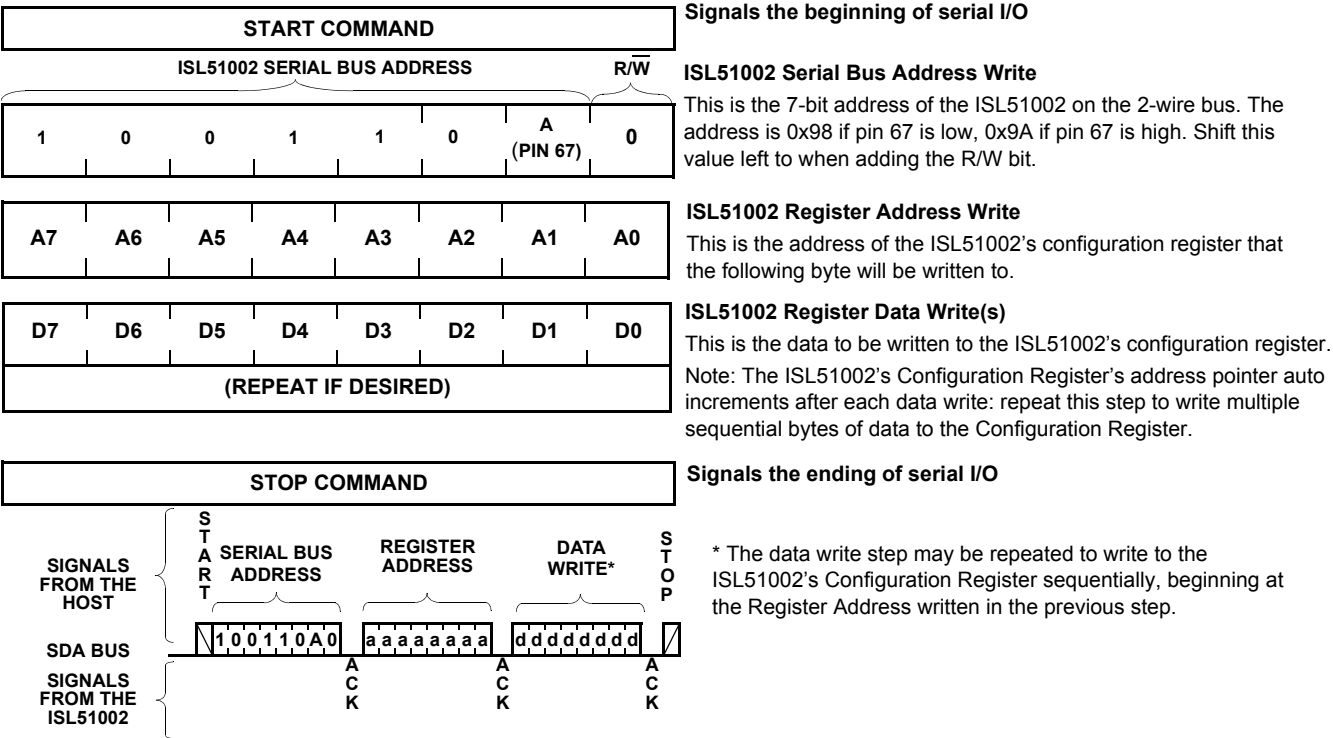 START COMMAND
Signals the beginning of serial I/O
ISL51002 SERIAL BUS ADDRESS
R/W
1 0 0 1 1 0 A (PIN 67) 0
ISL51002 Serial Bus Address Write
This is the 7-bit address of the ISL51002 on the 2-wire bus. The
address is 0x98 if pin 67 is low, 0x9A if pin 67 is high. Shift this
value left to when adding the R/W bit.
A7 A6 A5 A4 A3 A2 A1 A0
ISL51002 Register Address Write
This is the address of the ISL51002’s configuration register that
the following byte will be written to.
D7 D6 D5 D4 D3 D2 D1 D0
(REPEAT IF DESIRED)
ISL51002 Register Data Write(s)
This is the data to be written to the ISL51002’s configuration register.
Note: The ISL51002’s Configuration Register’s address pointer auto
increments after each data write: repeat this step to write multiple
sequential bytes of data to the Configuration Register.
STOP COMMAND
Signals the ending of serial I/O
SIGNALS
FROM THE
HOST
START
SERIAL BUS
ADDRESS
REGISTER
ADDRESS
DATA
WRITE*
STOP
* The data write step may be repeated to write to the
ISL51002’s Configuration Register sequentially, beginning at
the Register Address written in the previous step.
SDA BUS
1 0 0 1 1 0 A 0 a a a a a a a a d d d d d d d d
SIGNALS
FROM THE
ISL51002
ACK
ACK
ACK